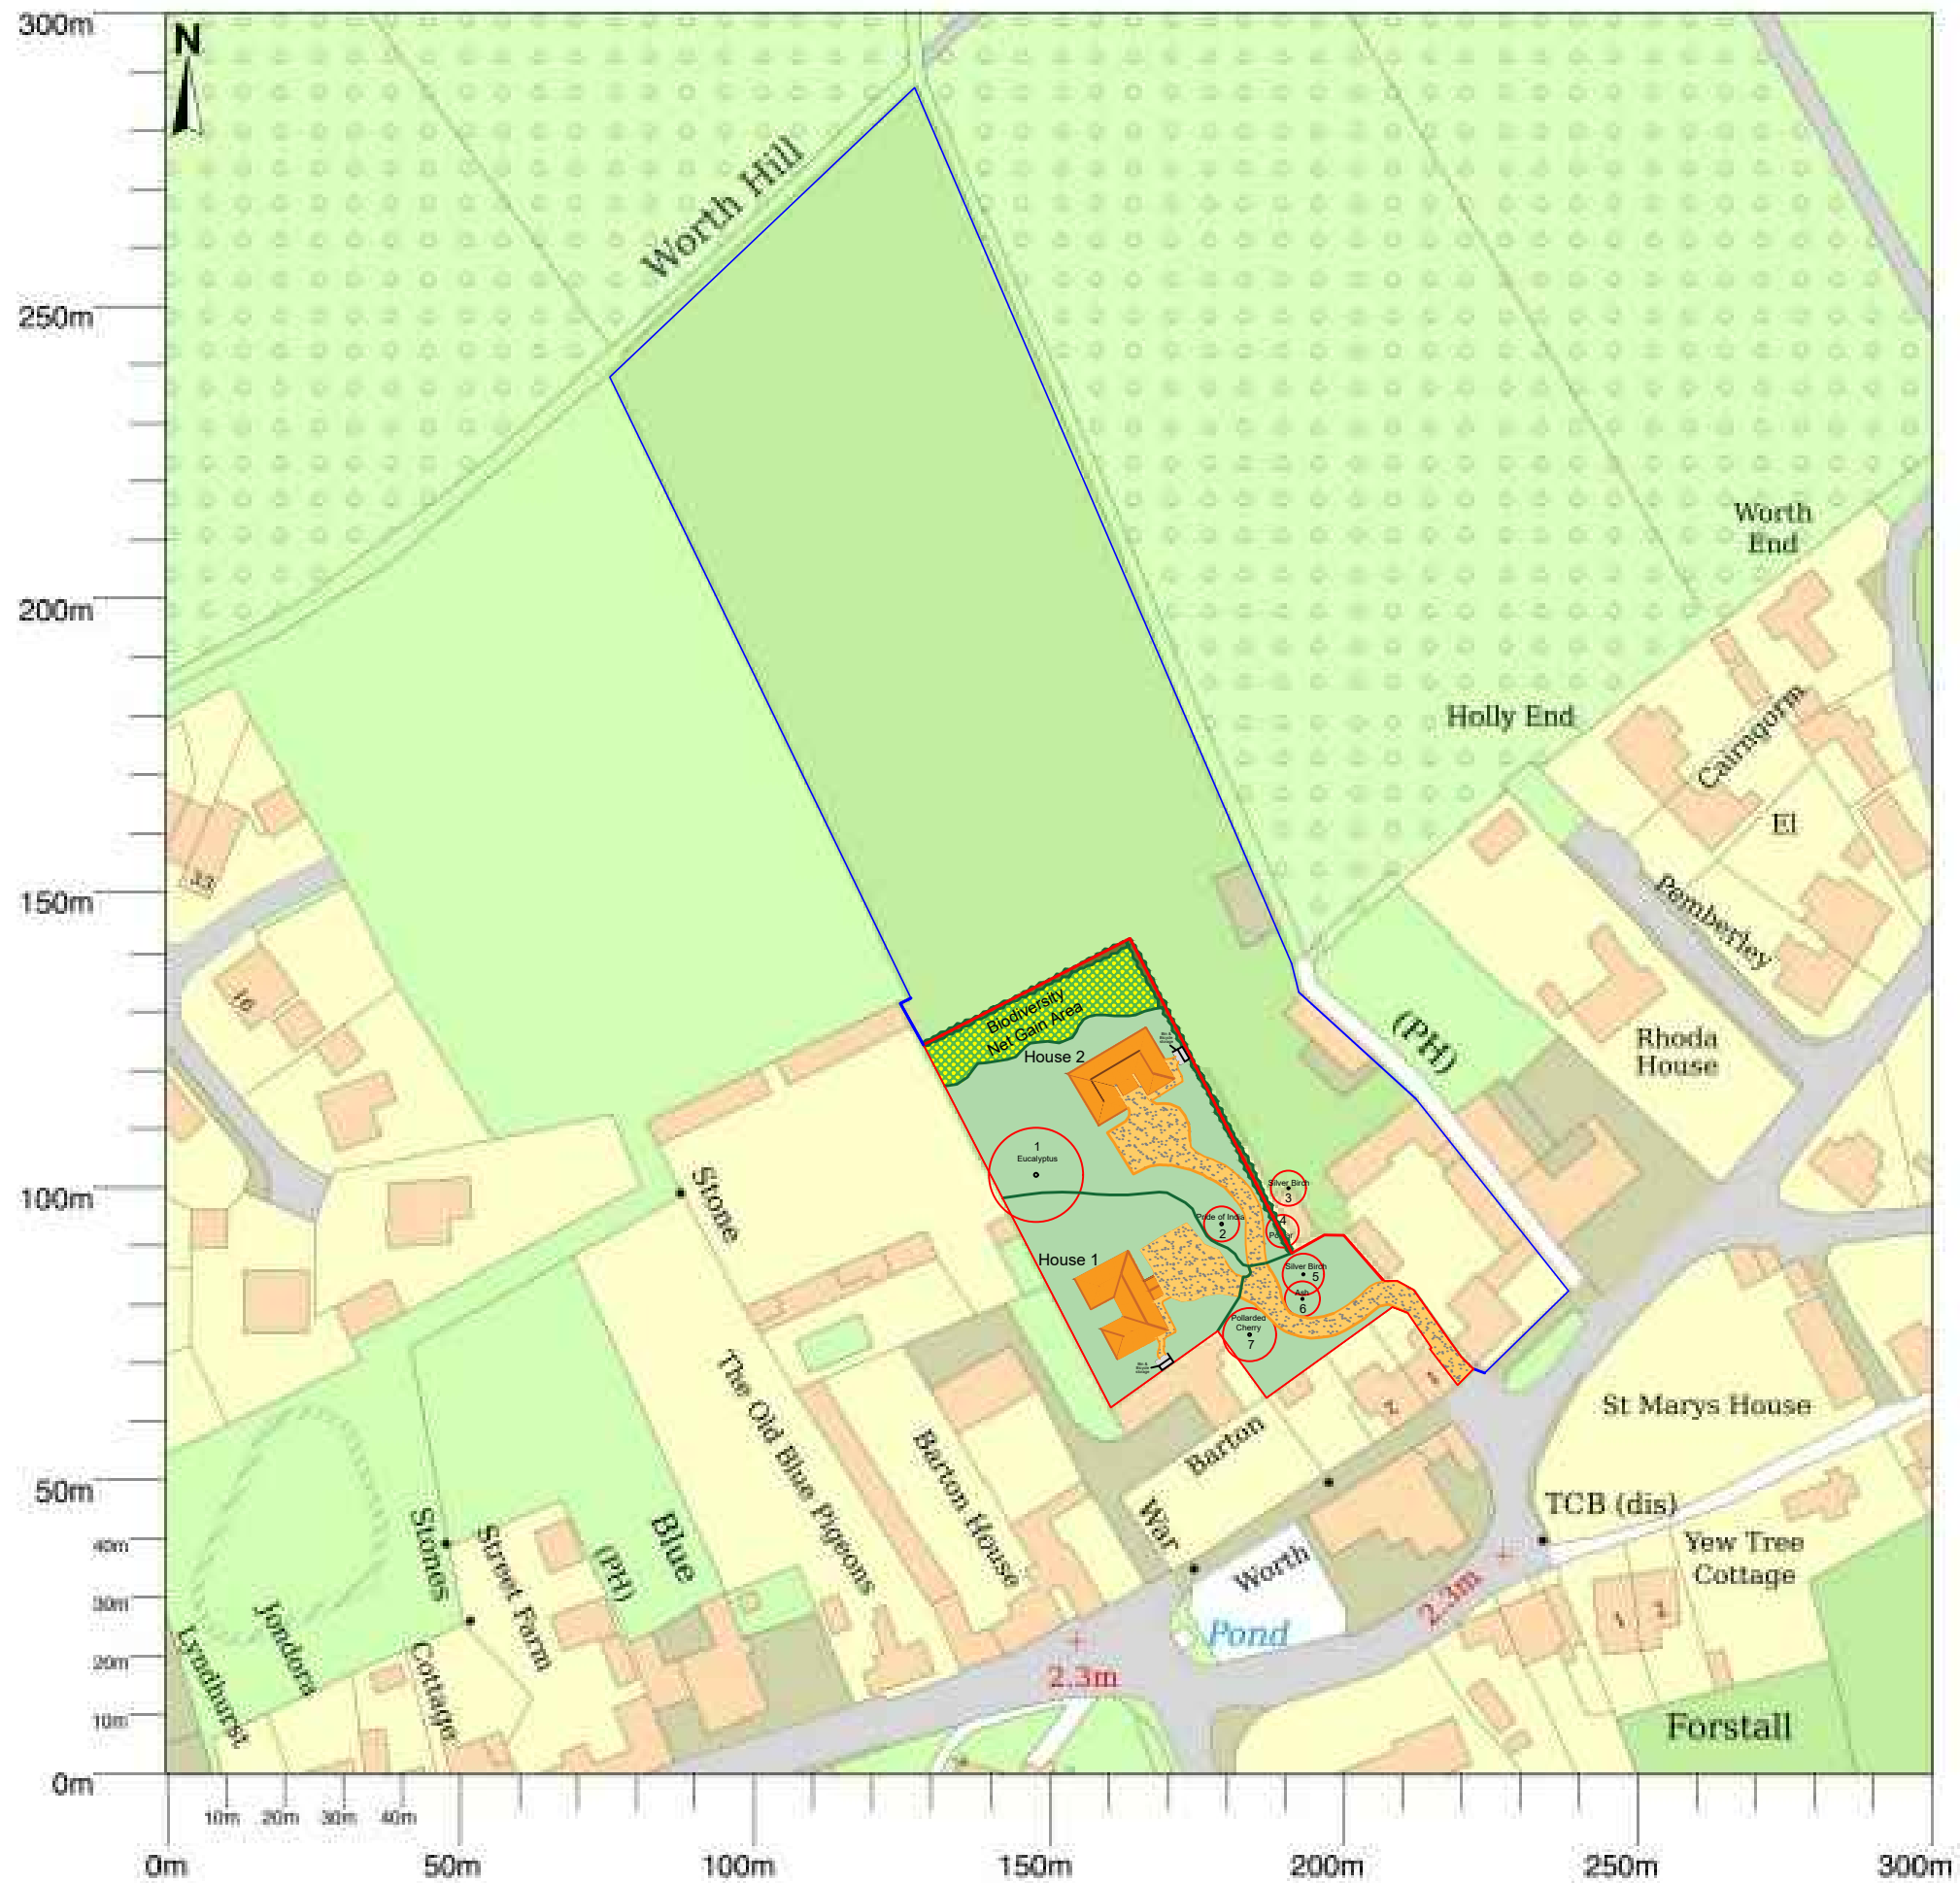 300m
N
Worth Hill
250m
Worth
End
200m
Holly End
Cairngorm
El
33
150m
Pemberley
16
Biodiversity
Net Gain Area
House 2
(PH)
Rhoda
House
1
Eucalyptus
100m
Stone
Silver Birch
3
Pride of India
2
4
House 1
Silver Birch
5
Ash
6
Pollarded
Cherry
7
The Old Blue Pigeons
Barton House
Barton
2
St Marys House
50m
Stones
Street Farm
(PH)
Blue
War
Worth
TCB (dis)
40m
Yew Tree
Cottage
30m
Jondora
2.3m
1
2
Lyndhurst
Cottage
Pond
20m
2.3m
10m
Forstall
0m
10m 20m 30m 40m
0m 50m 100m 150m 200m 250m 300m